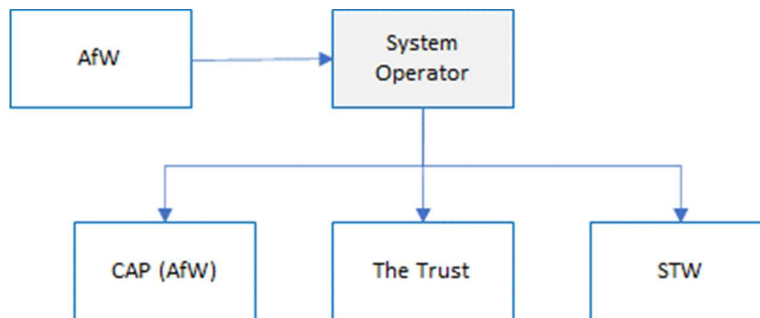 AfW
System
Operator
CAP (AfW)
The Trust
STW